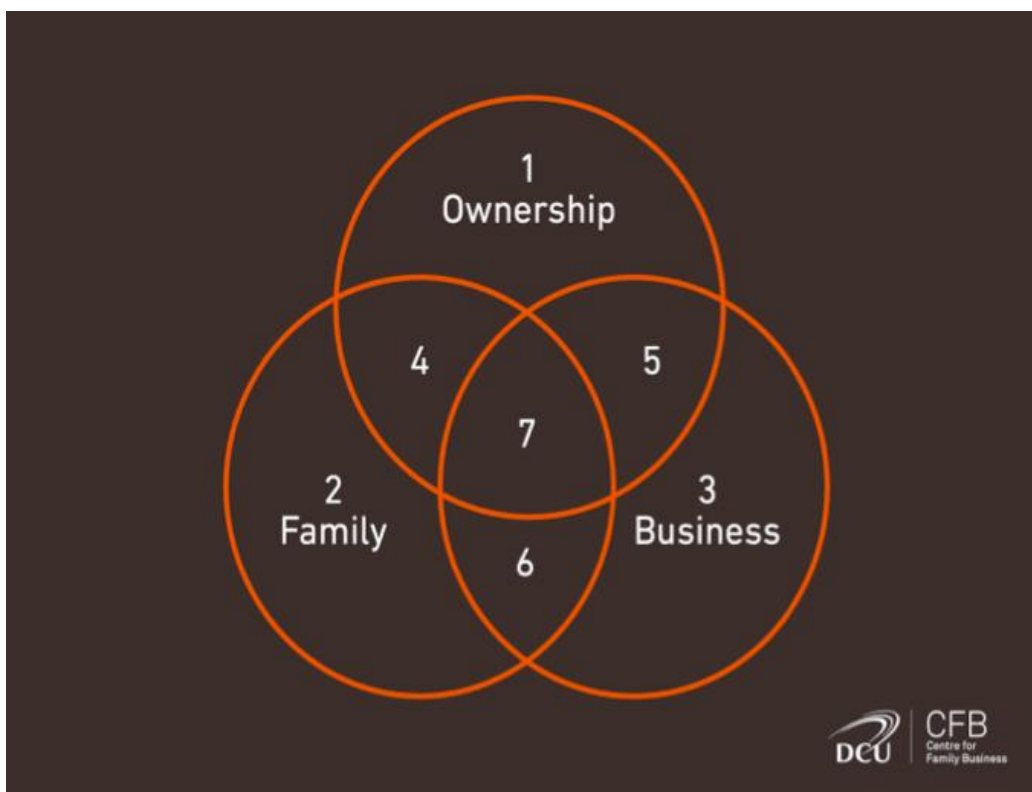 1
Ownership
4
5
7
2
Family
3
Business
6
DCU
CFB
Centre for
Family Business